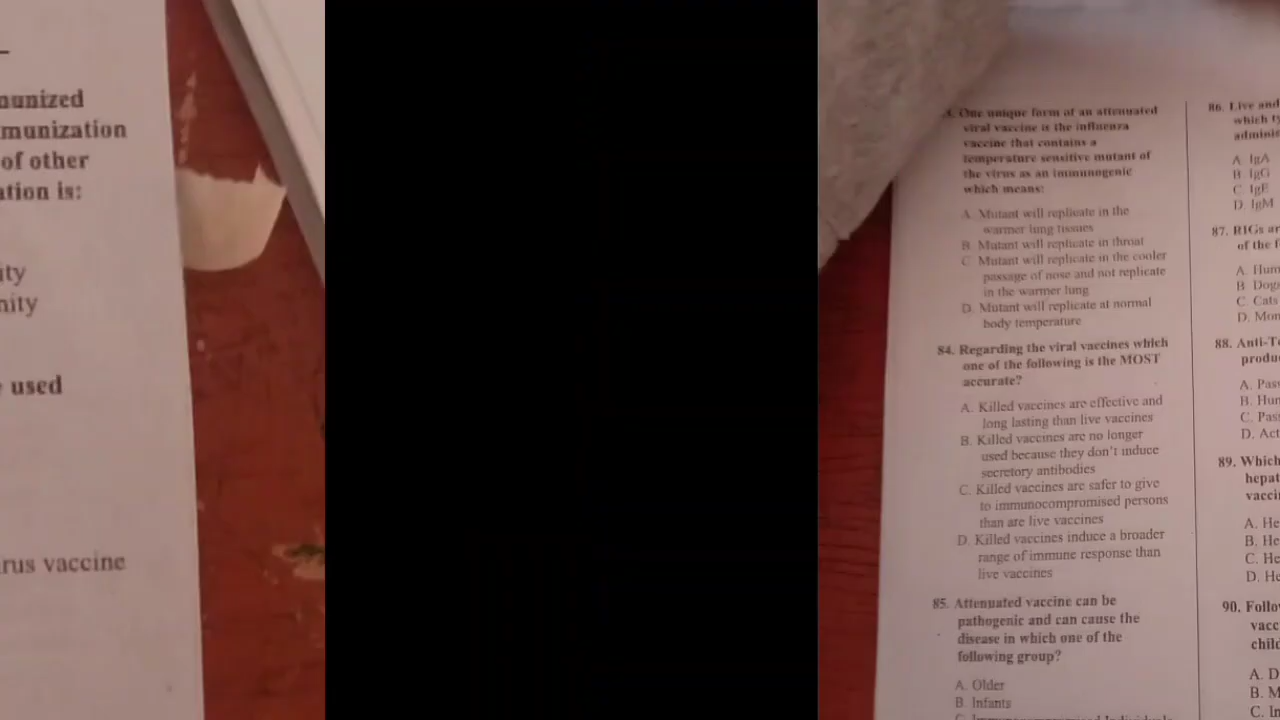 nunized
munization
of other
ation is:
ity
nity
used
rus vaccine
3. One unique form of an attenuated
viral vaccine is the influenza
vaccine that contains a
temperature sensitive mutant of
the virus as an immunogenic
which means:
A. Mutant will replicate in the
warmer lung tissues
B. Mutant will replicate in throat
C. Mutant will replicate in the cooler
passage of nose and not replicate
in the warmer lung
D. Mutant will replicate at normal
body temperature
84. Regarding the viral vaccines which
one of the following is the MOST
accurate?
A. Killed vaccines are effective and
long lasting than live vaccines
B. Killed vaccines are no longer
used because they don't induce
secretory antibodies
C. Killed vaccines are safer to give
to immunocompromised persons
than are live vaccines
D. Killed vaccines induce a broader
range of immune response than
live vaccines
85. Attenuated vaccine can be
pathogenic and can cause the
disease in which one of the
following group?
A. Older
B. Infants
86. Live and
which ty
adminis
A. IgA
B. IgG
C. IgE
D. IgM
87. RIGs ar
of the f
A. Hum
B. Dogs
C. Cats
D. Mon
88. Anti-T
produ
A. Pas
B. Hun
C. Pas
D. Act
89. Which
hepat
vacci
A. He
B. He
C. He
D. He
90. Follo
vacc
child
A. D
B. M
C. In